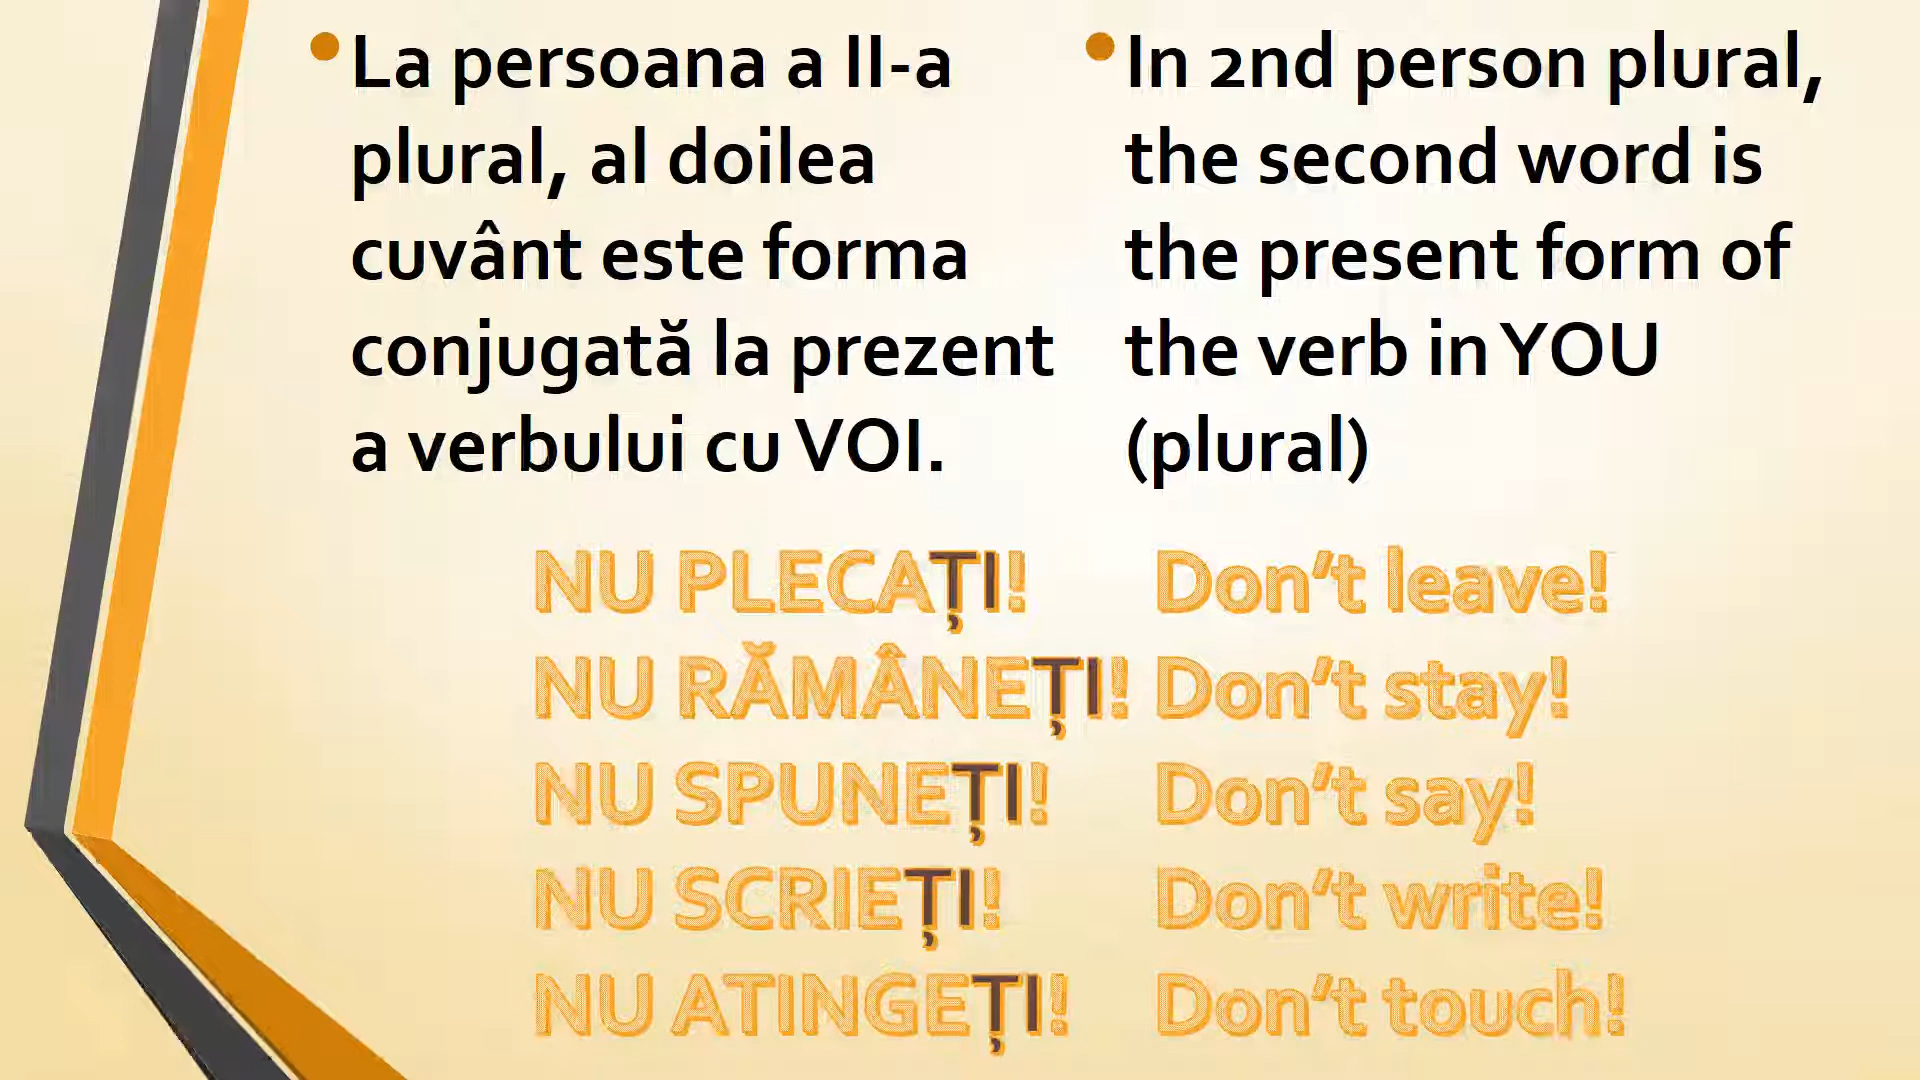 La persoana a II-a
plural, al doilea
cuvânt este forma
conjugată la prezent
a verbului cu VOI.
In 2nd person plural,
the second word is
the present form of
the verb in YOU
(plural)
NU PLECAȚI!
NU RĂMÂNEȚI!
NU SPUNEȚI!
NU SCRIEȚI!
NU ATINGEȚI!
Don’t leave!
Don’t stay!
Don’t say!
Don’t write!
Don’t touch!